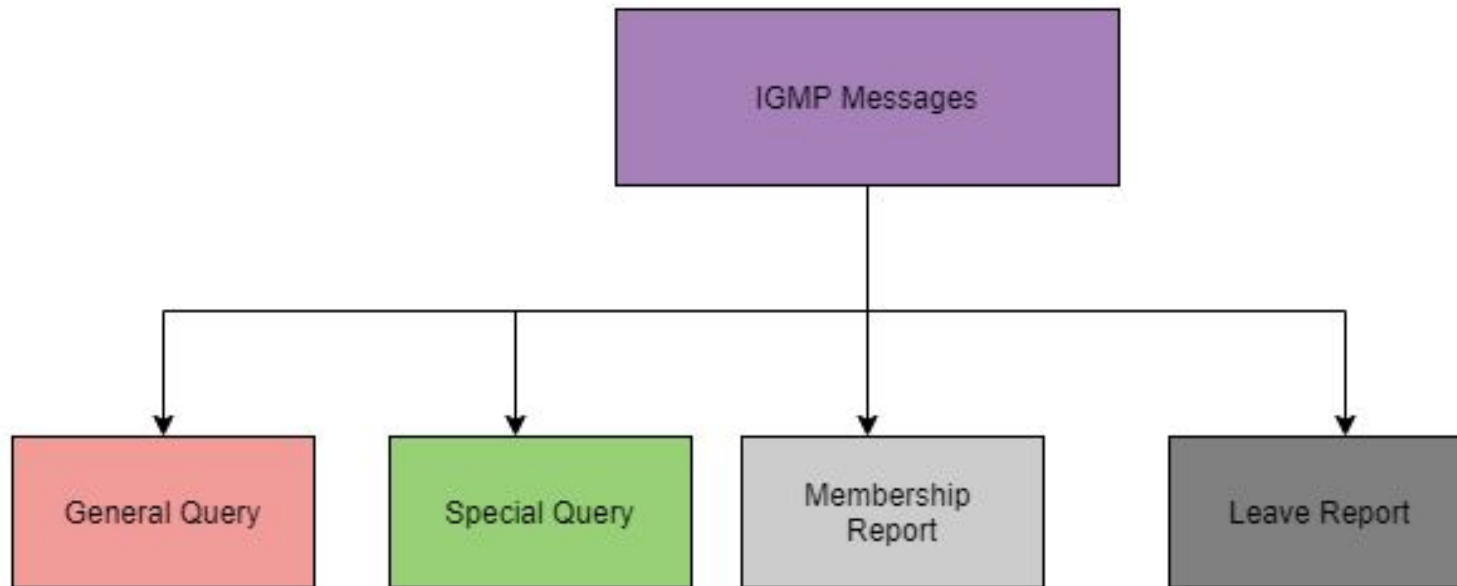 IGMP Messages
General Query
Special Query
Membership
Report
Leave Report